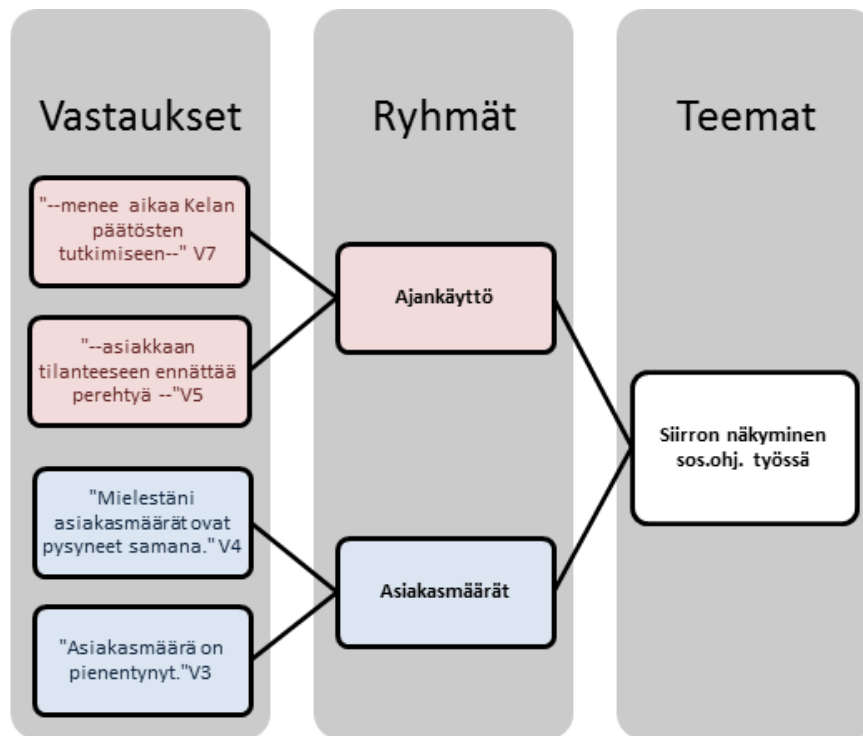 Vastaukset
Ryhmät
Teemat
"--menee aikaa Kelan
päätösten
tutkimiseen--" V7
"--asiakkaan
tilanteeseen ennättää
perehtyä --"V5
"Mielestäni
asiakasmäärät ovat
pysyneet samana." V4
"Asiakasmäärä on
pienentynyt."V3
Ajankäyttö
Asiakasmäärät
Siirron näkyminen
sos.ohj. työssä